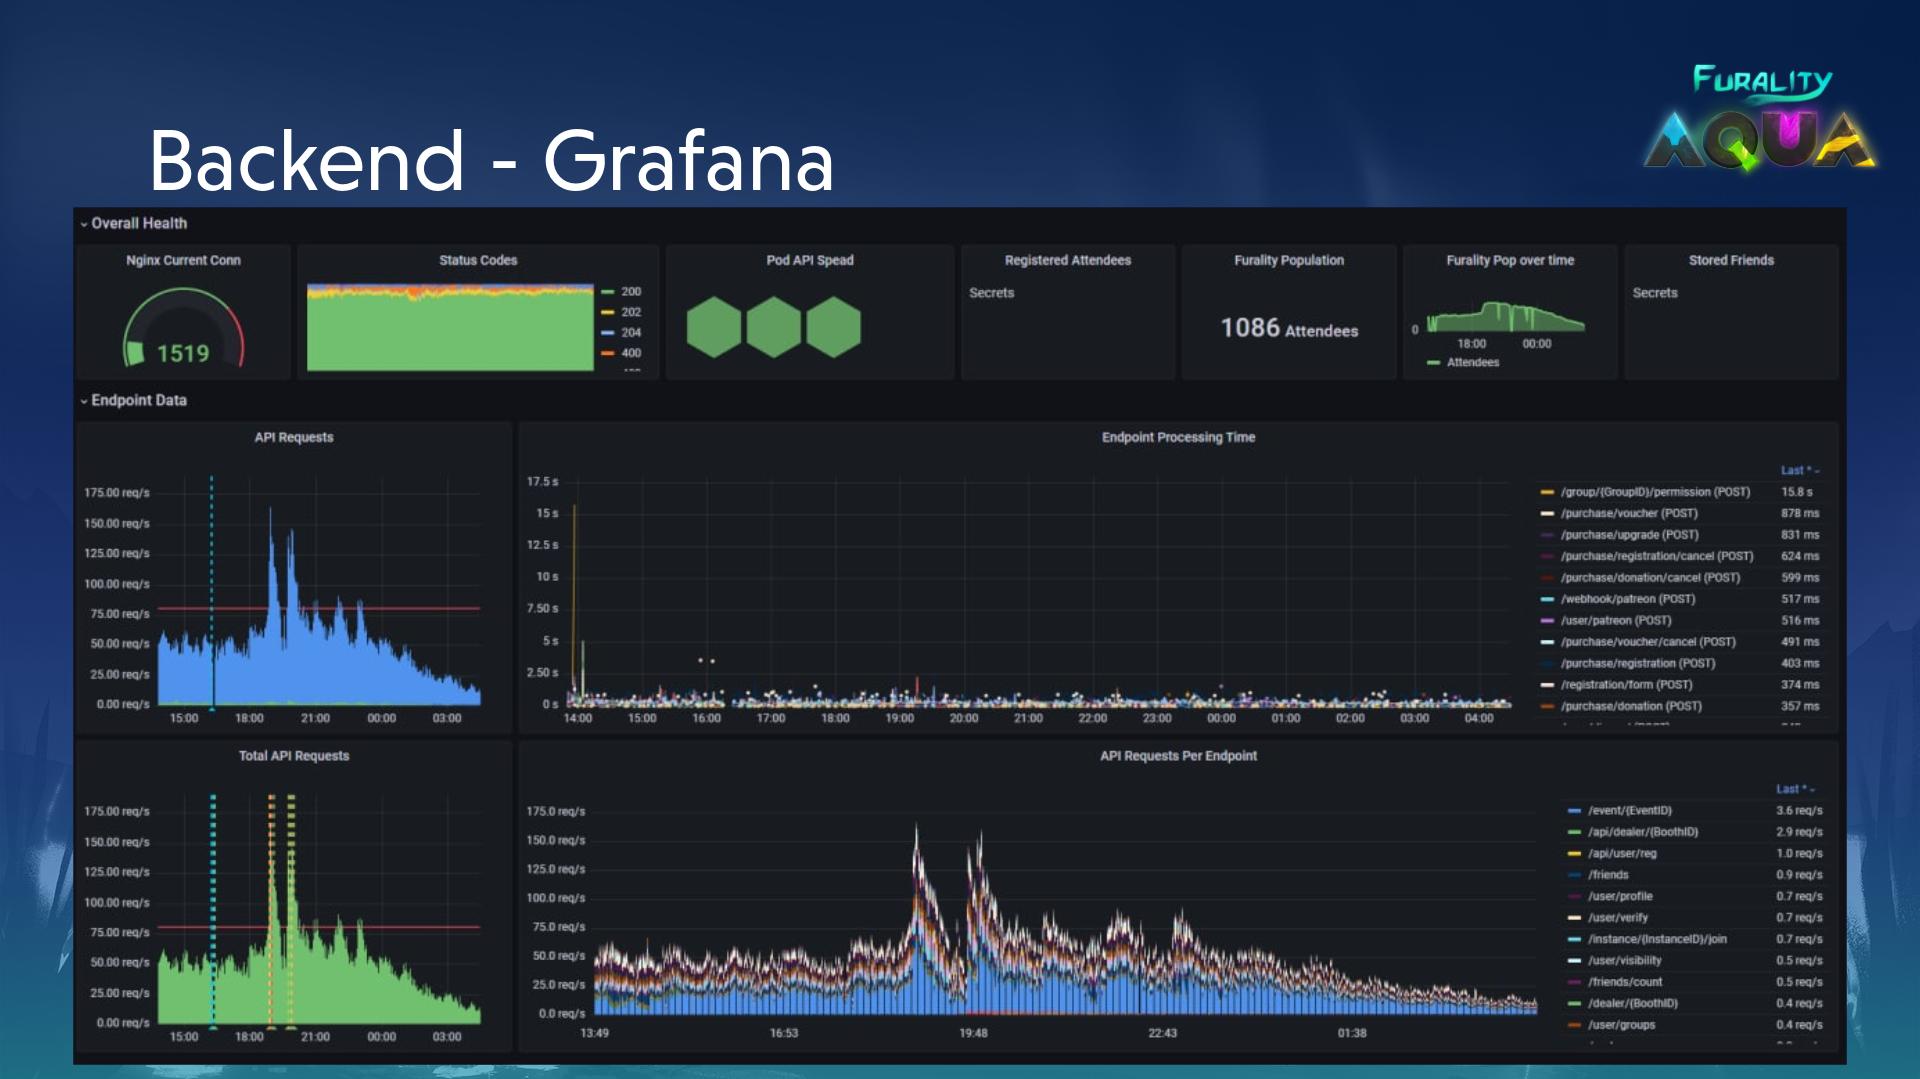 FURALITY
AQUA
Backend - Grafana
Overall Health
Nginx Current Conn
1519
Status Codes
200
202
204
400
Pod API Spead
Registered Attendees
Secrets
Furality Population
1086 Attendees
Furality Pop over time
0
18:00 00:00
Attendees
Stored Friends
Secrets
Endpoint Data
API Requests
175.00 req/s
150.00 req/s
125.00 req/s
100.00 req/s
75.00 req/s
50.00 req/s
25.00 req/s
0.00 req/s
15:00 18:00 21:00 00:00 03:00
Endpoint Processing Time
17.5 s
15 s
12.5 s
10 s
7.50 s
5 s
2.50 s
0 s
14:00 15:00 16:00 17:00 18:00 19:00 20:00 21:00 22:00 23:00 00:00 01:00 02:00 03:00 04:00
Last *
/group/{GroupID}/permission (POST) 15.8 s
/purchase/voucher (POST) 878 ms
/purchase/upgrade (POST) 831 ms
/purchase/registration/cancel (POST) 624 ms
/purchase/donation/cancel (POST) 599 ms
/webhook/patreon (POST) 517 ms
/user/patreon (POST) 516 ms
/purchase/voucher/cancel (POST) 491 ms
/purchase/registration (POST) 403 ms
/registration/form (POST) 374 ms
/purchase/donation (POST) 357 ms
Total API Requests
175.00 req/s
150.00 req/s
125.00 req/s
100.00 req/s
75.00 req/s
50.00 req/s
25.00 req/s
0.00 req/s
15:00 18:00 21:00 00:00 03:00
API Requests Per Endpoint
175.0 req/s
150.0 req/s
125.0 req/s
100.0 req/s
75.0 req/s
50.0 req/s
25.0 req/s
0.0 req/s
13:49 16:53 19:48 22:43 01:38
Last *
/event/{EventID} 3.6 req/s
/api/dealer/{BoothID} 2.9 req/s
/api/user/reg 1.0 req/s
/friends 0.9 req/s
/user/profile 0.7 req/s
/user/verify 0.7 req/s
/instance/{InstanceID}/join 0.7 req/s
/user/visibility 0.5 req/s
/friends/count 0.5 req/s
/dealer/{BoothID} 0.4 req/s
/user/groups 0.4 req/s